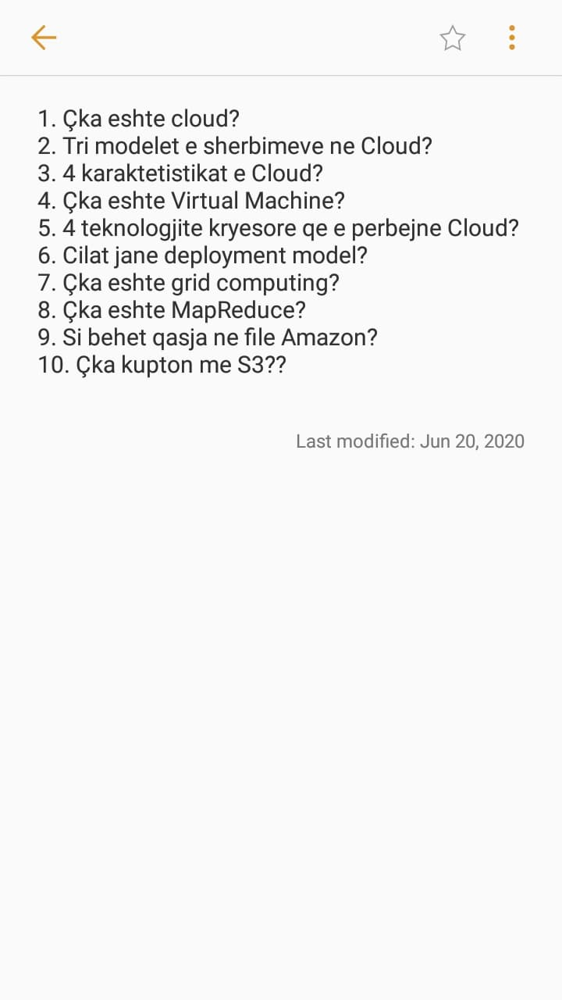 1. Çka eshte cloud?
2. Tri modelet e sherbimeve ne Cloud?
3. 4 karaktetistikat e Cloud?
4. Çka eshte Virtual Machine?
5. 4 teknologjite kryesore qe e perbejne Cloud?
6. Cilat jane deployment model?
7. Çka eshte grid computing?
8. Çka eshte MapReduce?
9. Si behet qasja ne file Amazon?
10. Çka kupton me S3??
Last modified: Jun 20, 2020